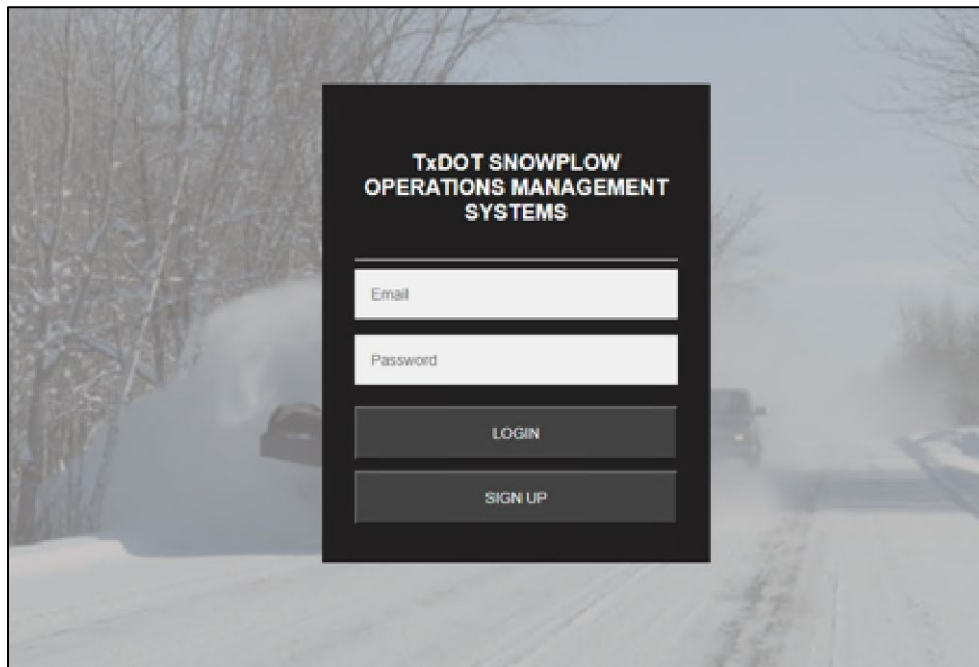 TxDOT SNOWPLOW
OPERATIONS MANAGEMENT
SYSTEMS
Email
Password
LOGIN
SIGN UP